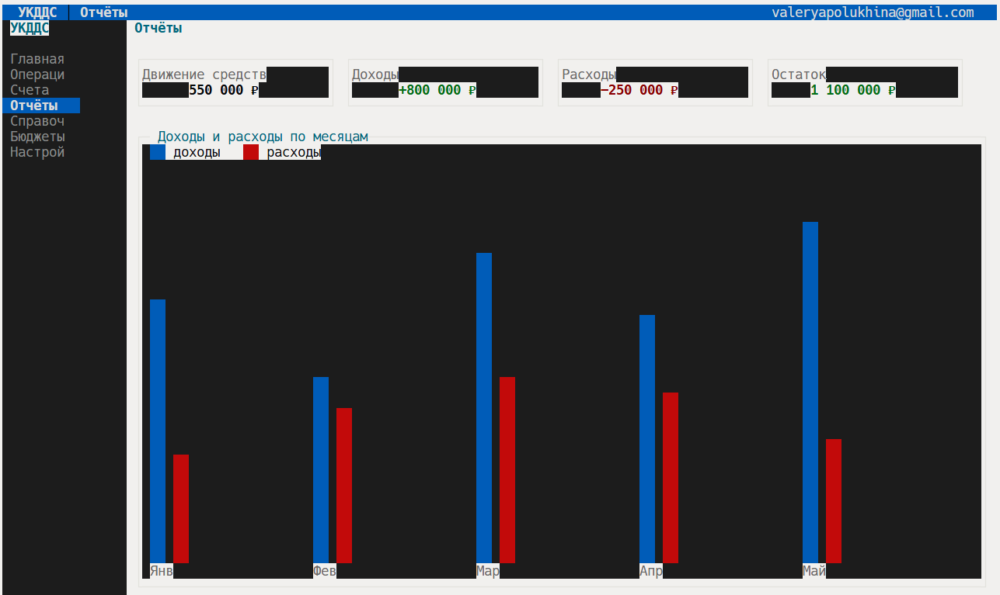 УКДДС Отчёты valeryapolukhina@gmail.com
УКДДС
Отчёты
Главная
Операци
Счета
Отчёты
Справоч
Бюджеты
Настрой
Движение средств
550 000 ₽
Доходы
+800 000 ₽
Расходы
−250 000 ₽
Остаток
1 100 000 ₽
Доходы и расходы по месяцам
доходы расходы
Янв Фев Мар Апр Май